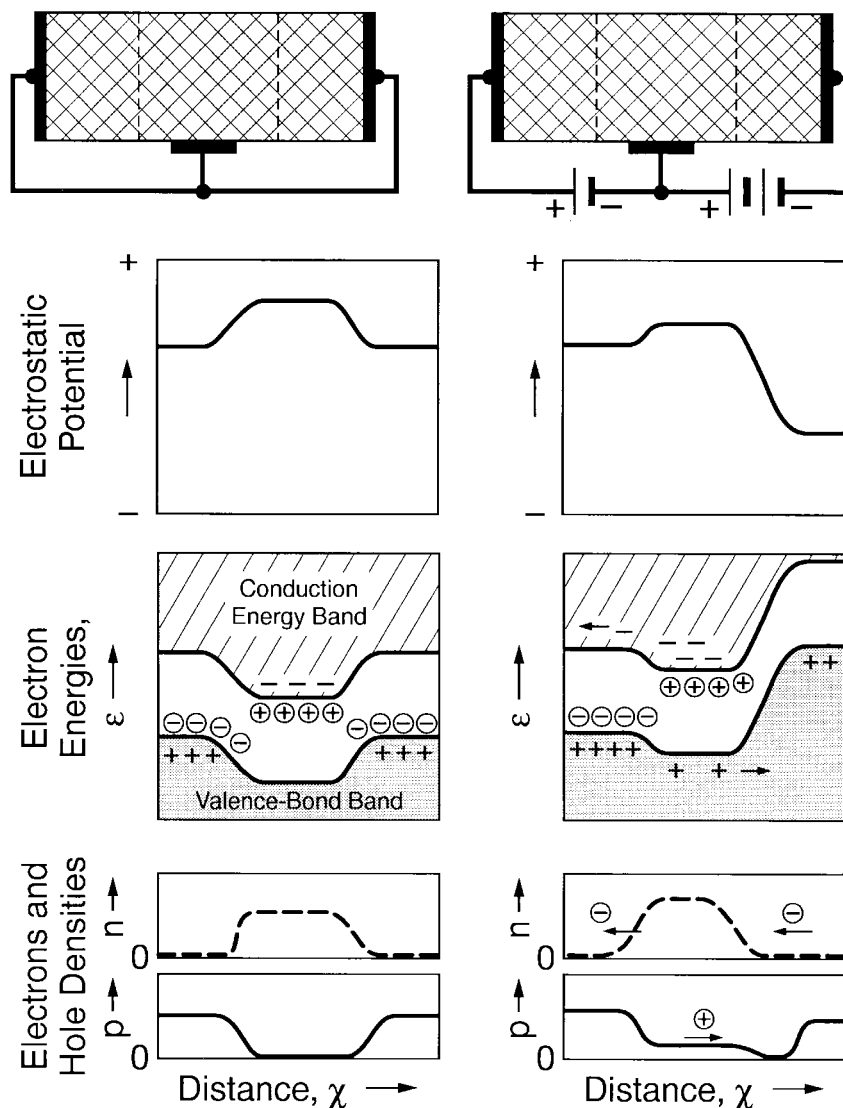 + − + −
+
Electrostatic
Potential
−
+
−
Electron
Energies,
ε
Conduction
Energy Band
− − − −
⊕ ⊕ ⊕ ⊕
⊖ ⊖ ⊖ ⊖ ⊖ ⊖ ⊖ ⊖
+ + + + + +
Valence-Bond Band
ε
−
− −
− −
⊕ ⊕ ⊕ ⊕
+ +
⊖ ⊖ ⊖ ⊖
+ + + +
+ +
Electrons and
Hole Densities
n
0
p
0
Distance, χ
n
⊖ ⊖
0
p
⊕
0
Distance, χ